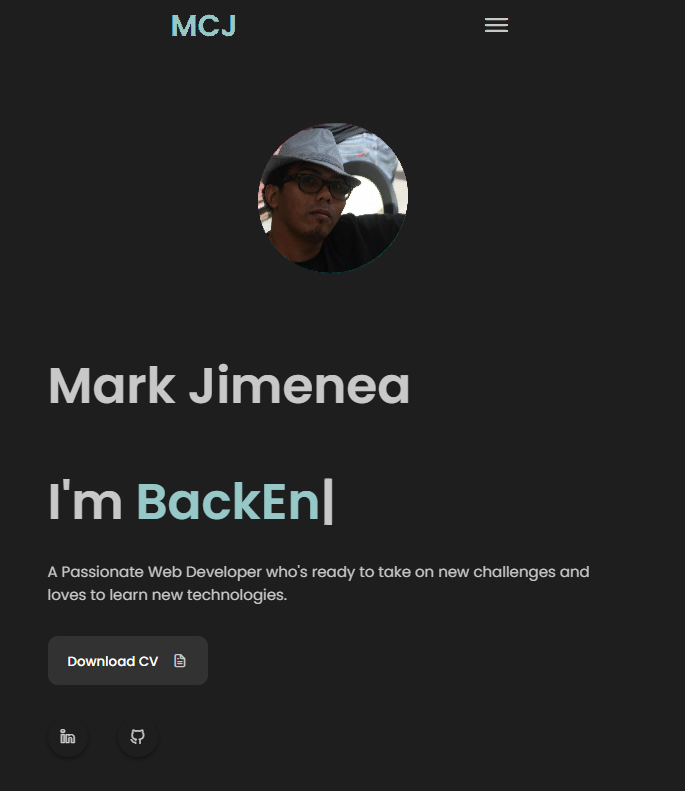 MCJ
Mark Jimenea
I'm BackEn|
A Passionate Web Developer who's ready to take on new challenges and
loves to learn new technologies.
Download CV
in